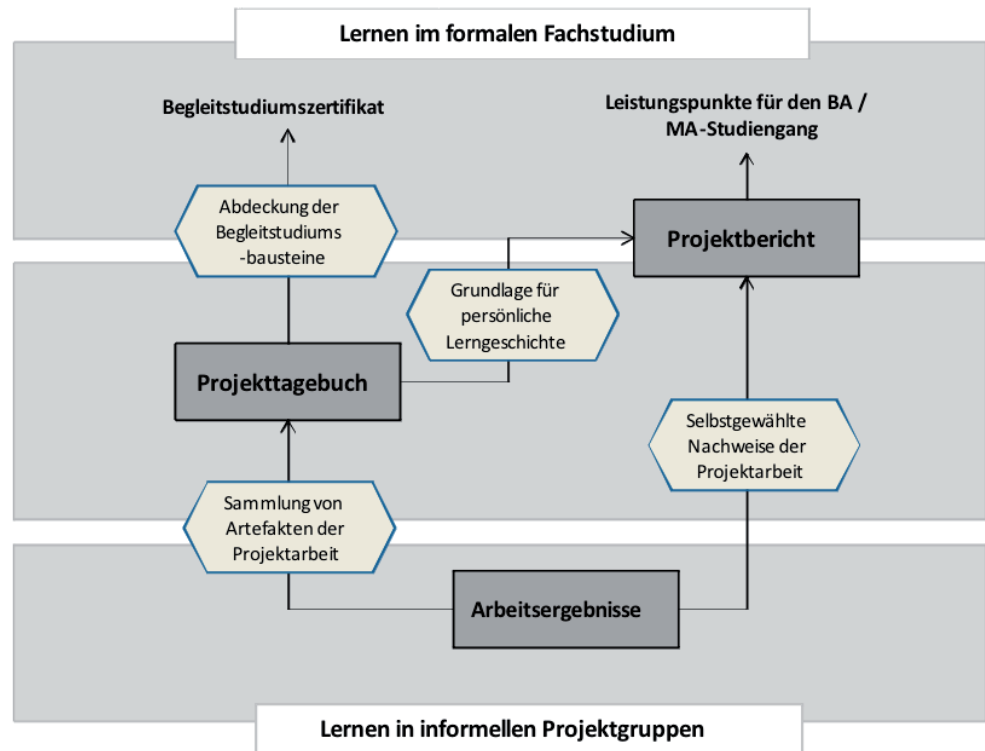 Lernen im formalen Fachstudium
Begleitstudiumszertifikat
Leistungspunkte für den BA /
MA-Studiengang
Abdeckung der
Begleitstudiums
-bausteine
Projektbericht
Grundlage für
persönliche
Lerngeschichte
Projekttagebuch
Selbstgewählte
Nachweise der
Projektarbeit
Sammlung von
Artefakten der
Projektarbeit
Arbeitsergebnisse
Lernen in informellen Projektgruppen